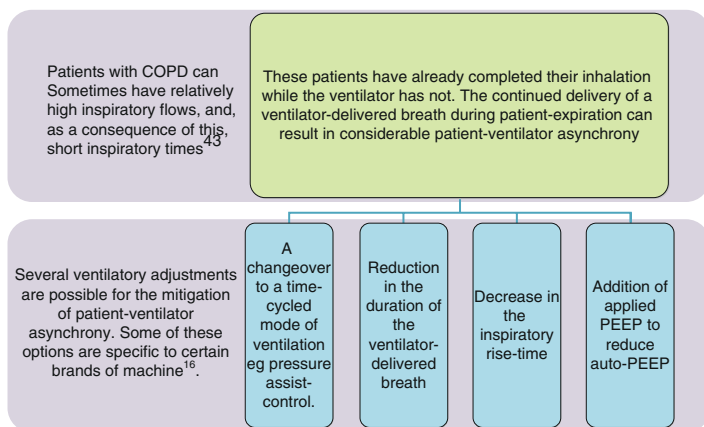 Patients with COPD can
Sometimes have relatively
high inspiratory flows, and,
as a consequence of this,
short inspiratory times43
These patients have already completed their inhalation
while the ventilator has not. The continued delivery of a
ventilator-delivered breath during patient-expiration can
result in considerable patient-ventilator asynchrony
Several ventilatory adjustments
are possible for the mitigation
of patient-ventilator
asynchrony. Some of these
options are specific to certain
brands of machine16.
A
changeover
to a time-
cycled
mode of
ventilation
eg pressure
assist-
control.
Reduction
in the
duration of
the
ventilator-
delivered
breath
Decrease in
the
inspiratory
rise-time
Addition of
applied
PEEP to
reduce
auto-PEEP